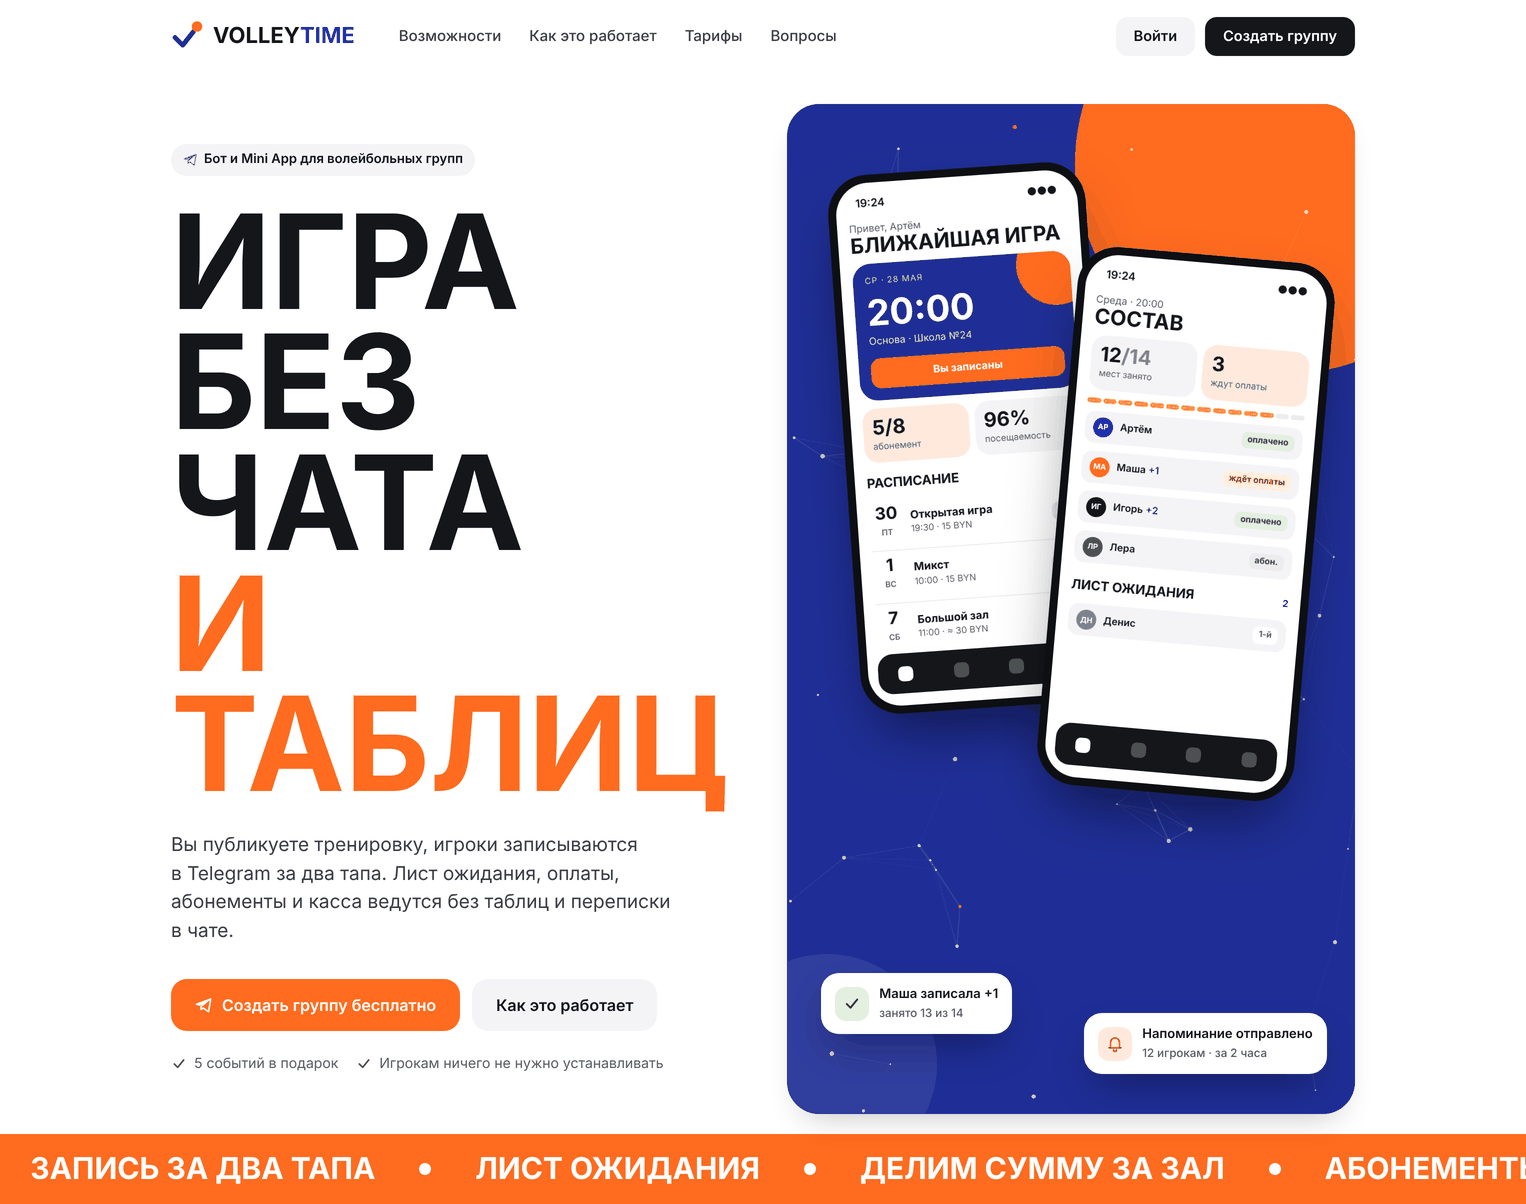 VOLLEYTIME
Возможности
Как это работает
Тарифы
Вопросы
Войти
Создать группу
Бот и Mini App для волейбольных групп
ИГРА
БЕЗ
ЧАТА
И
ТАБЛИЦ
Вы публикуете тренировку, игроки записываются
в Telegram за два тапа. Лист ожидания, оплаты,
абонементы и касса ведутся без таблиц и переписки
в чате.
Создать группу бесплатно
Как это работает
5 событий в подарок
Игрокам ничего не нужно устанавливать
19:24
Привет, Артём
БЛИЖАЙШАЯ ИГРА
СР · 28 МАЯ
20:00
Основа · Школа №24
Вы записаны
5/8
абонемент
96%
посещаемость
РАСПИСАНИЕ
30
ПТ
Открытая игра
19:30 · 15 BYN
1
ВС
Микст
10:00 · 15 BYN
7
СБ
Большой зал
11:00 · ≈ 30 BYN
19:24
Среда · 20:00
СОСТАВ
12/14
мест занято
3
ждут оплаты
АР
Артём
оплачено
МА
Маша +1
ждёт оплаты
ИГ
Игорь +2
оплачено
ЛР
Лера
абон.
ЛИСТ ОЖИДАНИЯ
2
ДН
Денис
1-й
Маша записала +1
занято 13 из 14
Напоминание отправлено
12 игрокам · за 2 часа
ЗАПИСЬ ЗА ДВА ТАПА • ЛИСТ ОЖИДАНИЯ • ДЕЛИМ СУММУ ЗА ЗАЛ • АБОНЕМЕНТЫ